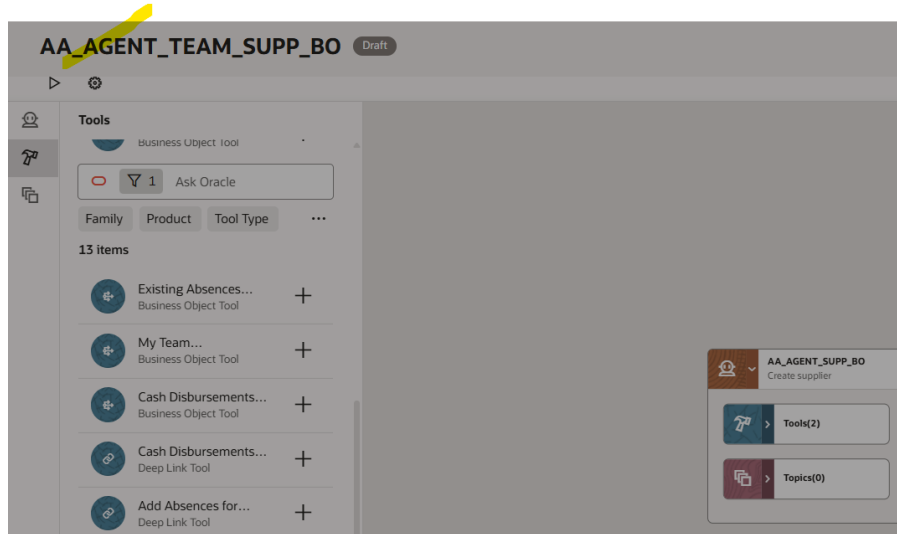 AA_AGENT_TEAM_SUPP_BO Draft
Tools
Business Object Tool
1 Ask Oracle
Family Product Tool Type ...
13 items
Existing Absences...
Business Object Tool
My Team...
Business Object Tool
Cash Disbursements...
Business Object Tool
Cash Disbursements...
Deep Link Tool
Add Absences for...
Deep Link Tool
AA_AGENT_SUPP_BO
Create supplier
Tools(2)
Topics(0)